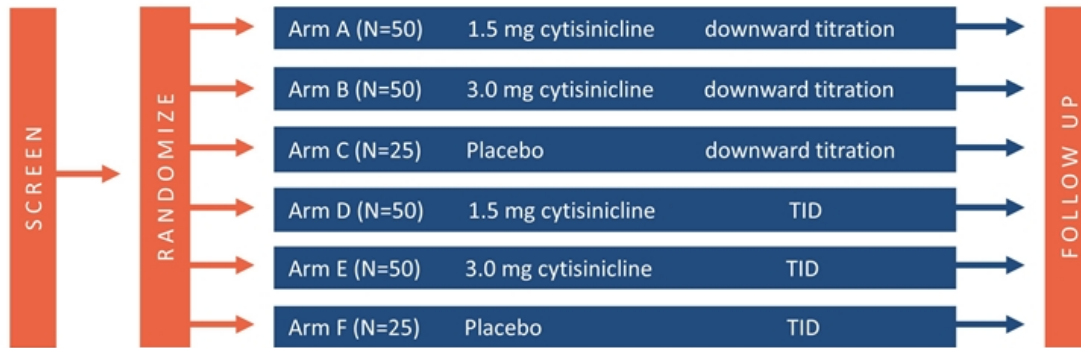 SCREEN
RANDOMIZE
Arm A (N=50) 1.5 mg cytisinicline downward titration
Arm B (N=50) 3.0 mg cytisinicline downward titration
Arm C (N=25) Placebo downward titration
Arm D (N=50) 1.5 mg cytisinicline TID
Arm E (N=50) 3.0 mg cytisinicline TID
Arm F (N=25) Placebo TID
FOLLOW UP